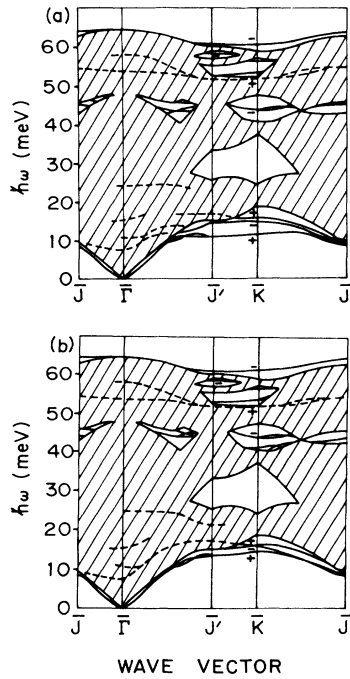 (a)
60
50
40
30
20
10
0
ℏω (meV)
J̄ Γ̄ J̄′ K̄ J̄
− + − + − +
(b)
60
50
40
30
20
10
0
ℏω (meV)
J̄ Γ̄ J̄′ K̄ J̄
− + − + − +
WAVE VECTOR